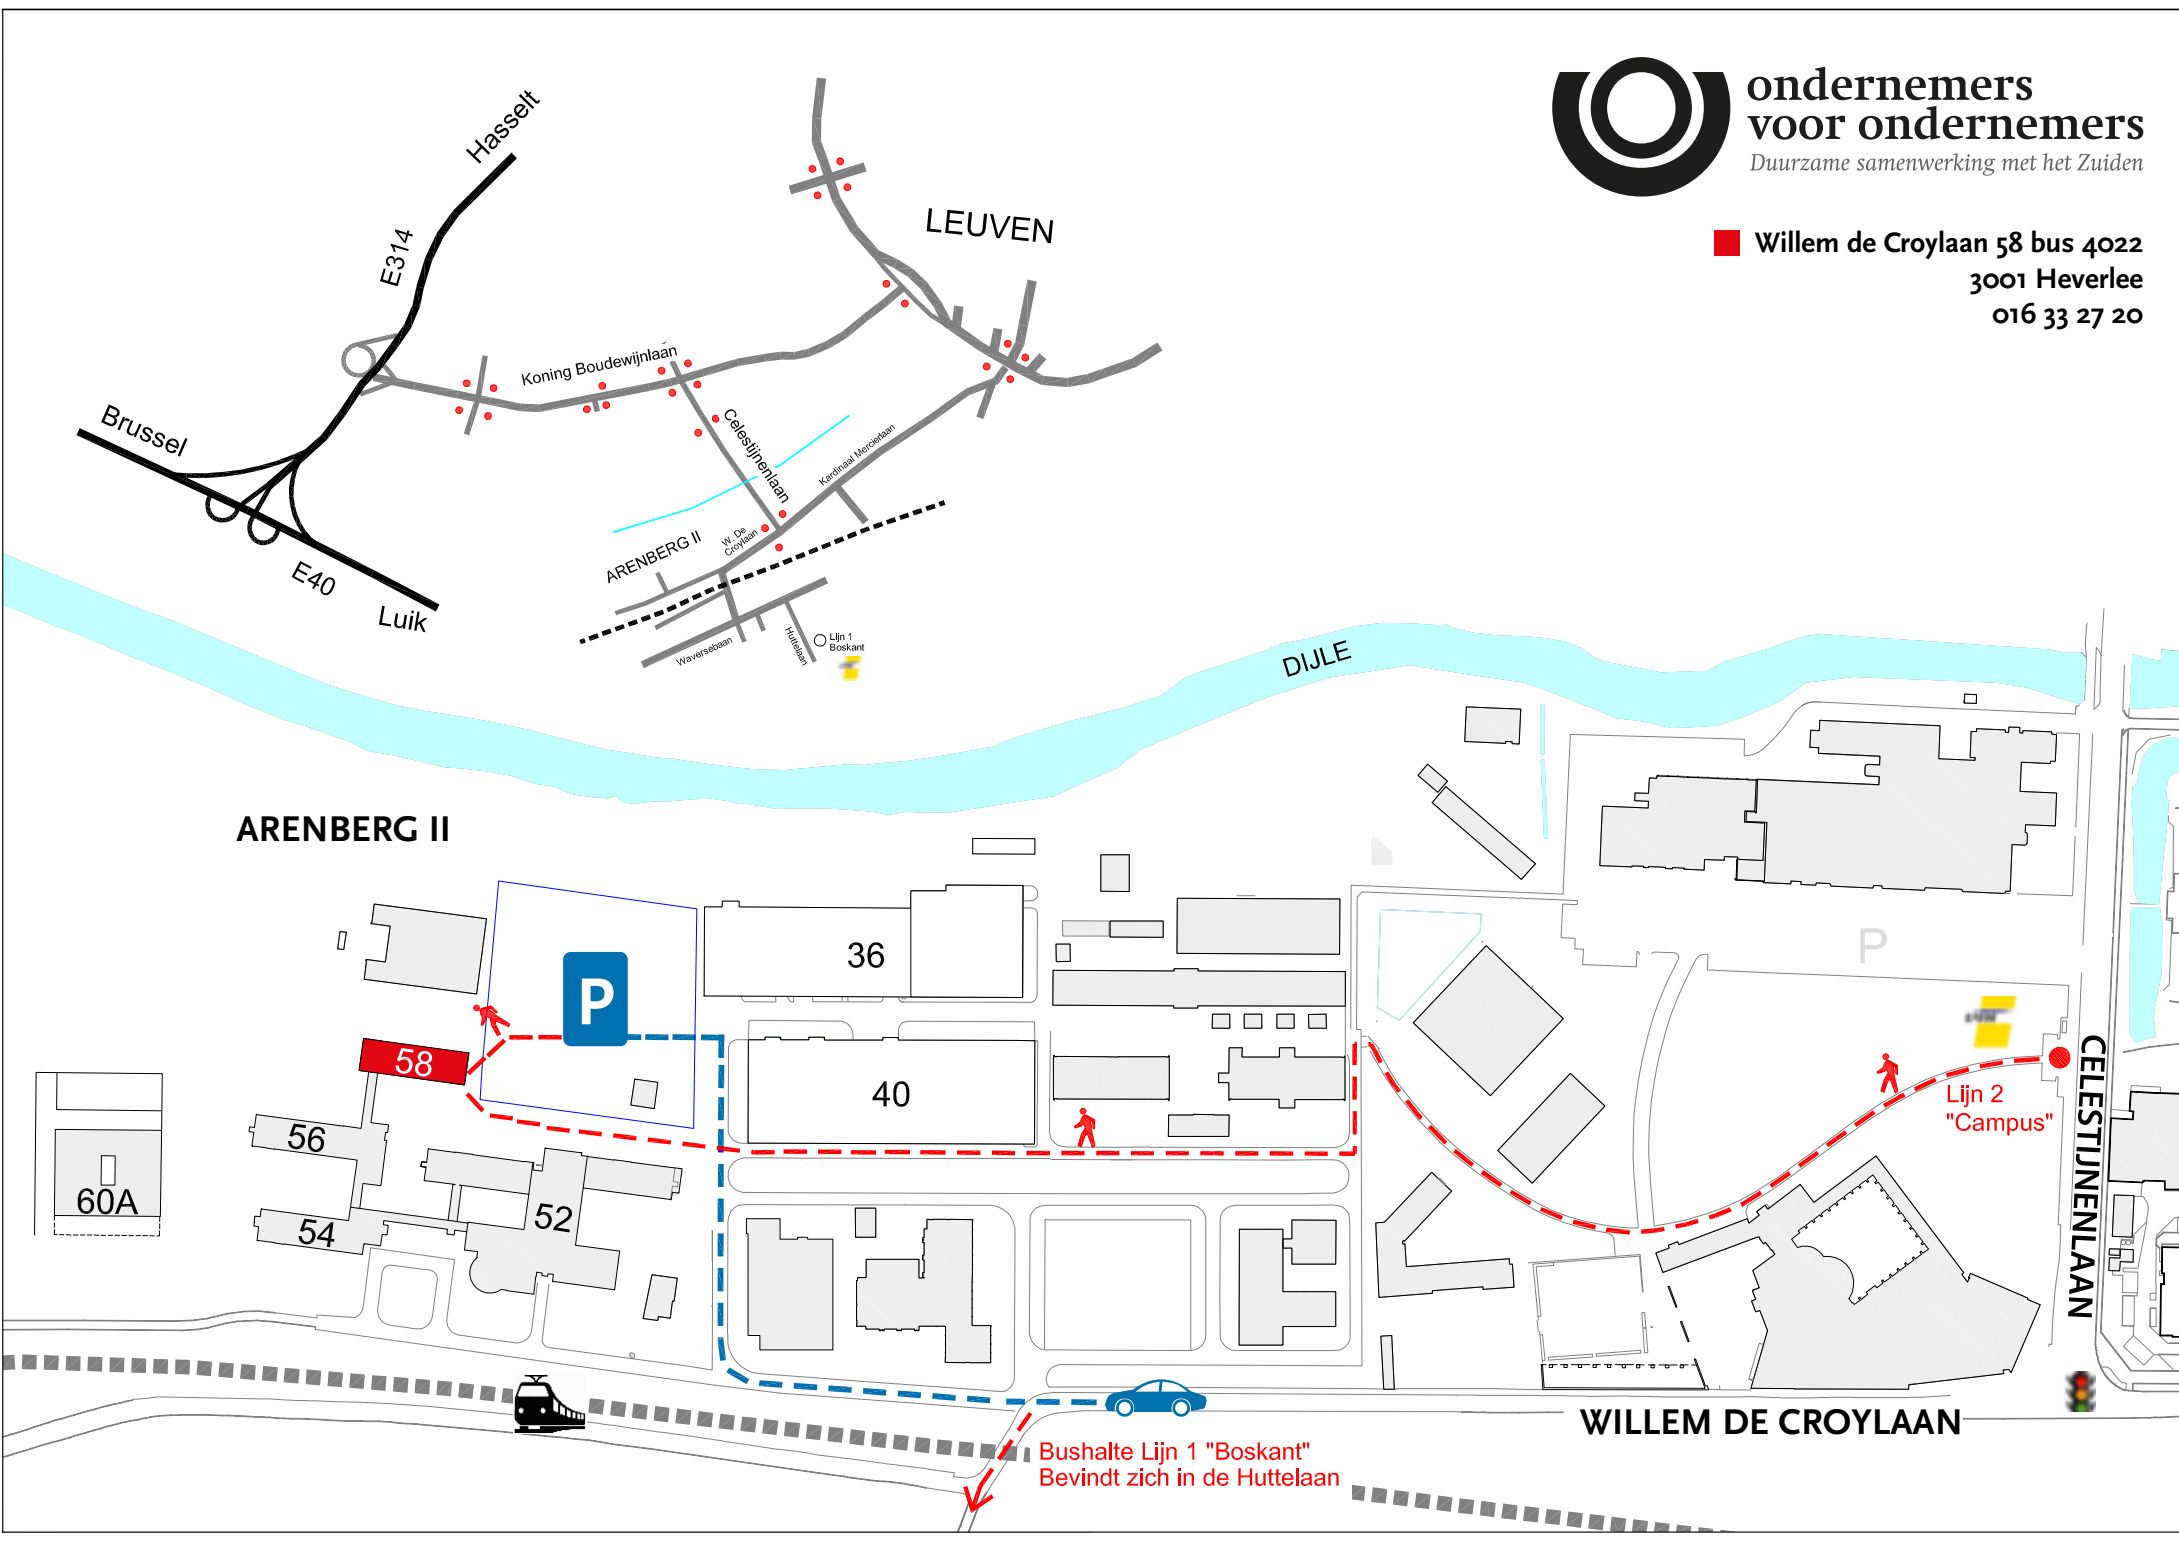 ondernemers
voor ondernemers
Duurzame samenwerking met het Zuiden
Willem de Croylaan 58 bus 4022
3001 Heverlee
016 33 27 20
Hasselt
E314
LEUVEN
Koning Boudewijnlaan
Brussel
Celestijnenlaan
Kardinaal Mercierlaan
W. De
Croylaan
ARENBERG II
E40
Luik
Waversebaan
Huttelaan
Lijn 1
Boskant
DIJLE
ARENBERG II
36
P
P
58
40
56
60A
54
52
Lijn 2
"Campus"
CELESTIJNENLAAN
WILLEM DE CROYLAAN
Bushalte Lijn 1 "Boskant"
Bevindt zich in de Huttelaan